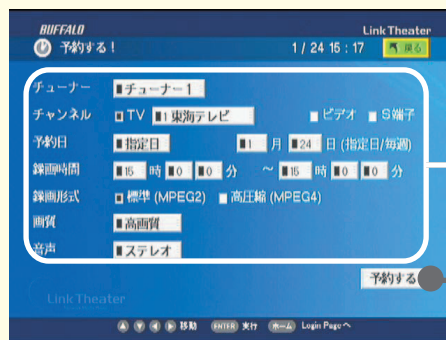 BUFFALO
LinkTheater
予約する!
1 / 24 15 : 17
戻る
チューナー
チューナー1
チャンネル
TV
1 東海テレビ
ビデオ
S端子
予約日
指定日
1 月 24 日 (指定日/毎週)
録画時間
15 時 0 0 分 ～ 15 時 0 0 分
録画形式
標準 (MPEG2)
高圧縮 (MPEG4)
画質
高画質
音声
ステレオ
予約する
LinkTheater
移動
ENTER 実行
ホーム Login Pageへ